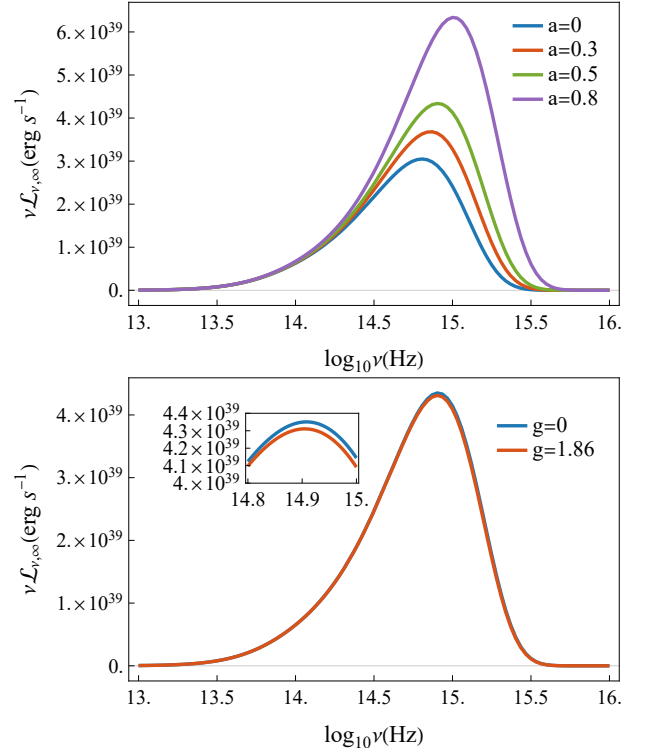 6.×10³⁹
5.×10³⁹
4.×10³⁹
3.×10³⁹
2.×10³⁹
1.×10³⁹
0.
νℒν,∞(erg s⁻¹)
a=0
a=0.3
a=0.5
a=0.8
13. 13.5 14. 14.5 15. 15.5 16.
log₁₀ν(Hz)
4.×10³⁹
3.×10³⁹
2.×10³⁹
1.×10³⁹
0.
νℒν,∞(erg s⁻¹)
4.4×10³⁹
4.3×10³⁹
4.2×10³⁹
4.1×10³⁹
4.×10³⁹
14.8 14.9 15.
g=0
g=1.86
13. 13.5 14. 14.5 15. 15.5 16.
log₁₀ν(Hz)